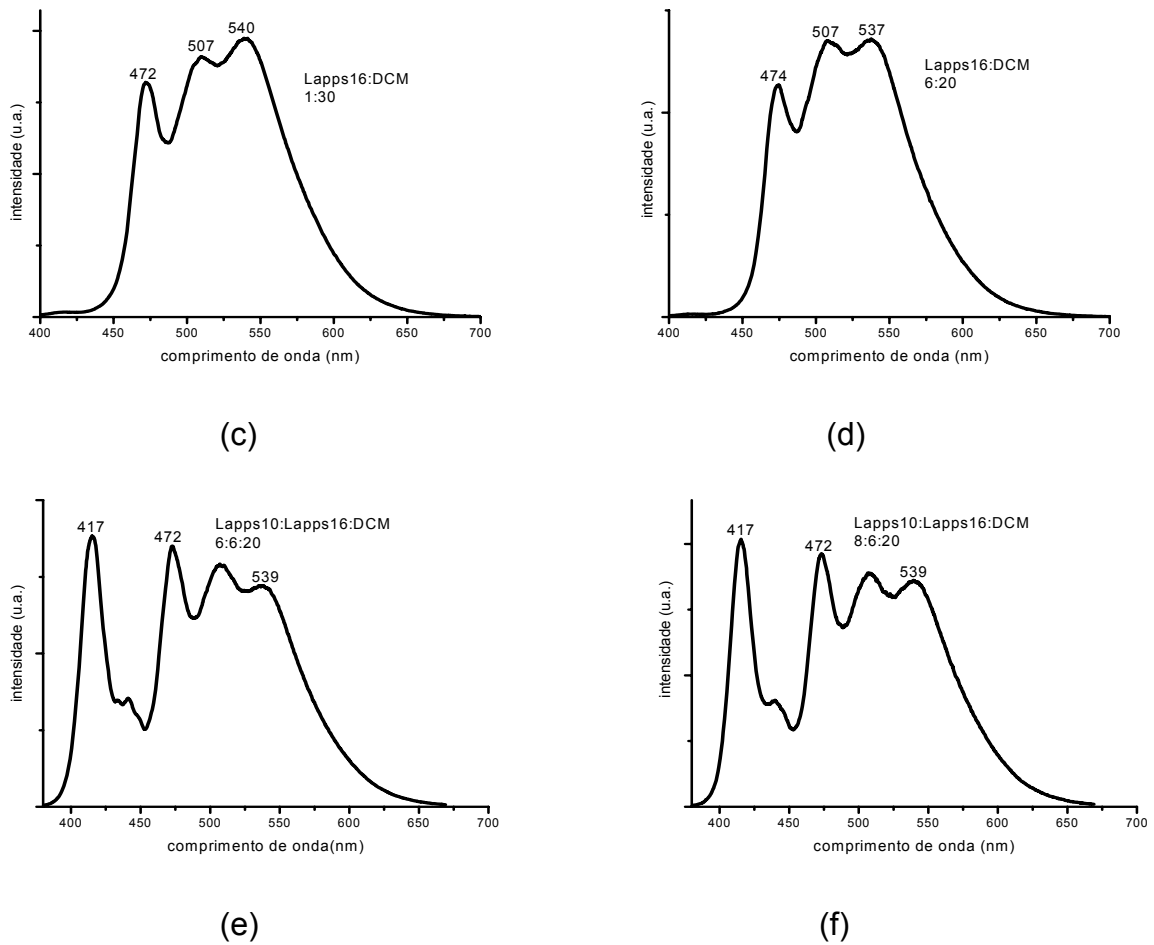 472
507
540
Lapps16:DCM
1:30
intensidade (u.a.)
400 450 500 550 600 650 700
comprimento de onda (nm)
(c)
474
507
537
Lapps16:DCM
6:20
intensidade (u.a.)
400 450 500 550 600 650 700
comprimento de onda (nm)
(d)
417
472
539
Lapps10:Lapps16:DCM
6:6:20
intensidade (u.a.)
400 450 500 550 600 650 700
comprimento de onda(nm)
(e)
417
472
539
Lapps10:Lapps16:DCM
8:6:20
intensidade (u.a.)
400 450 500 550 600 650 700
comprimento de onda (nm)
(f)